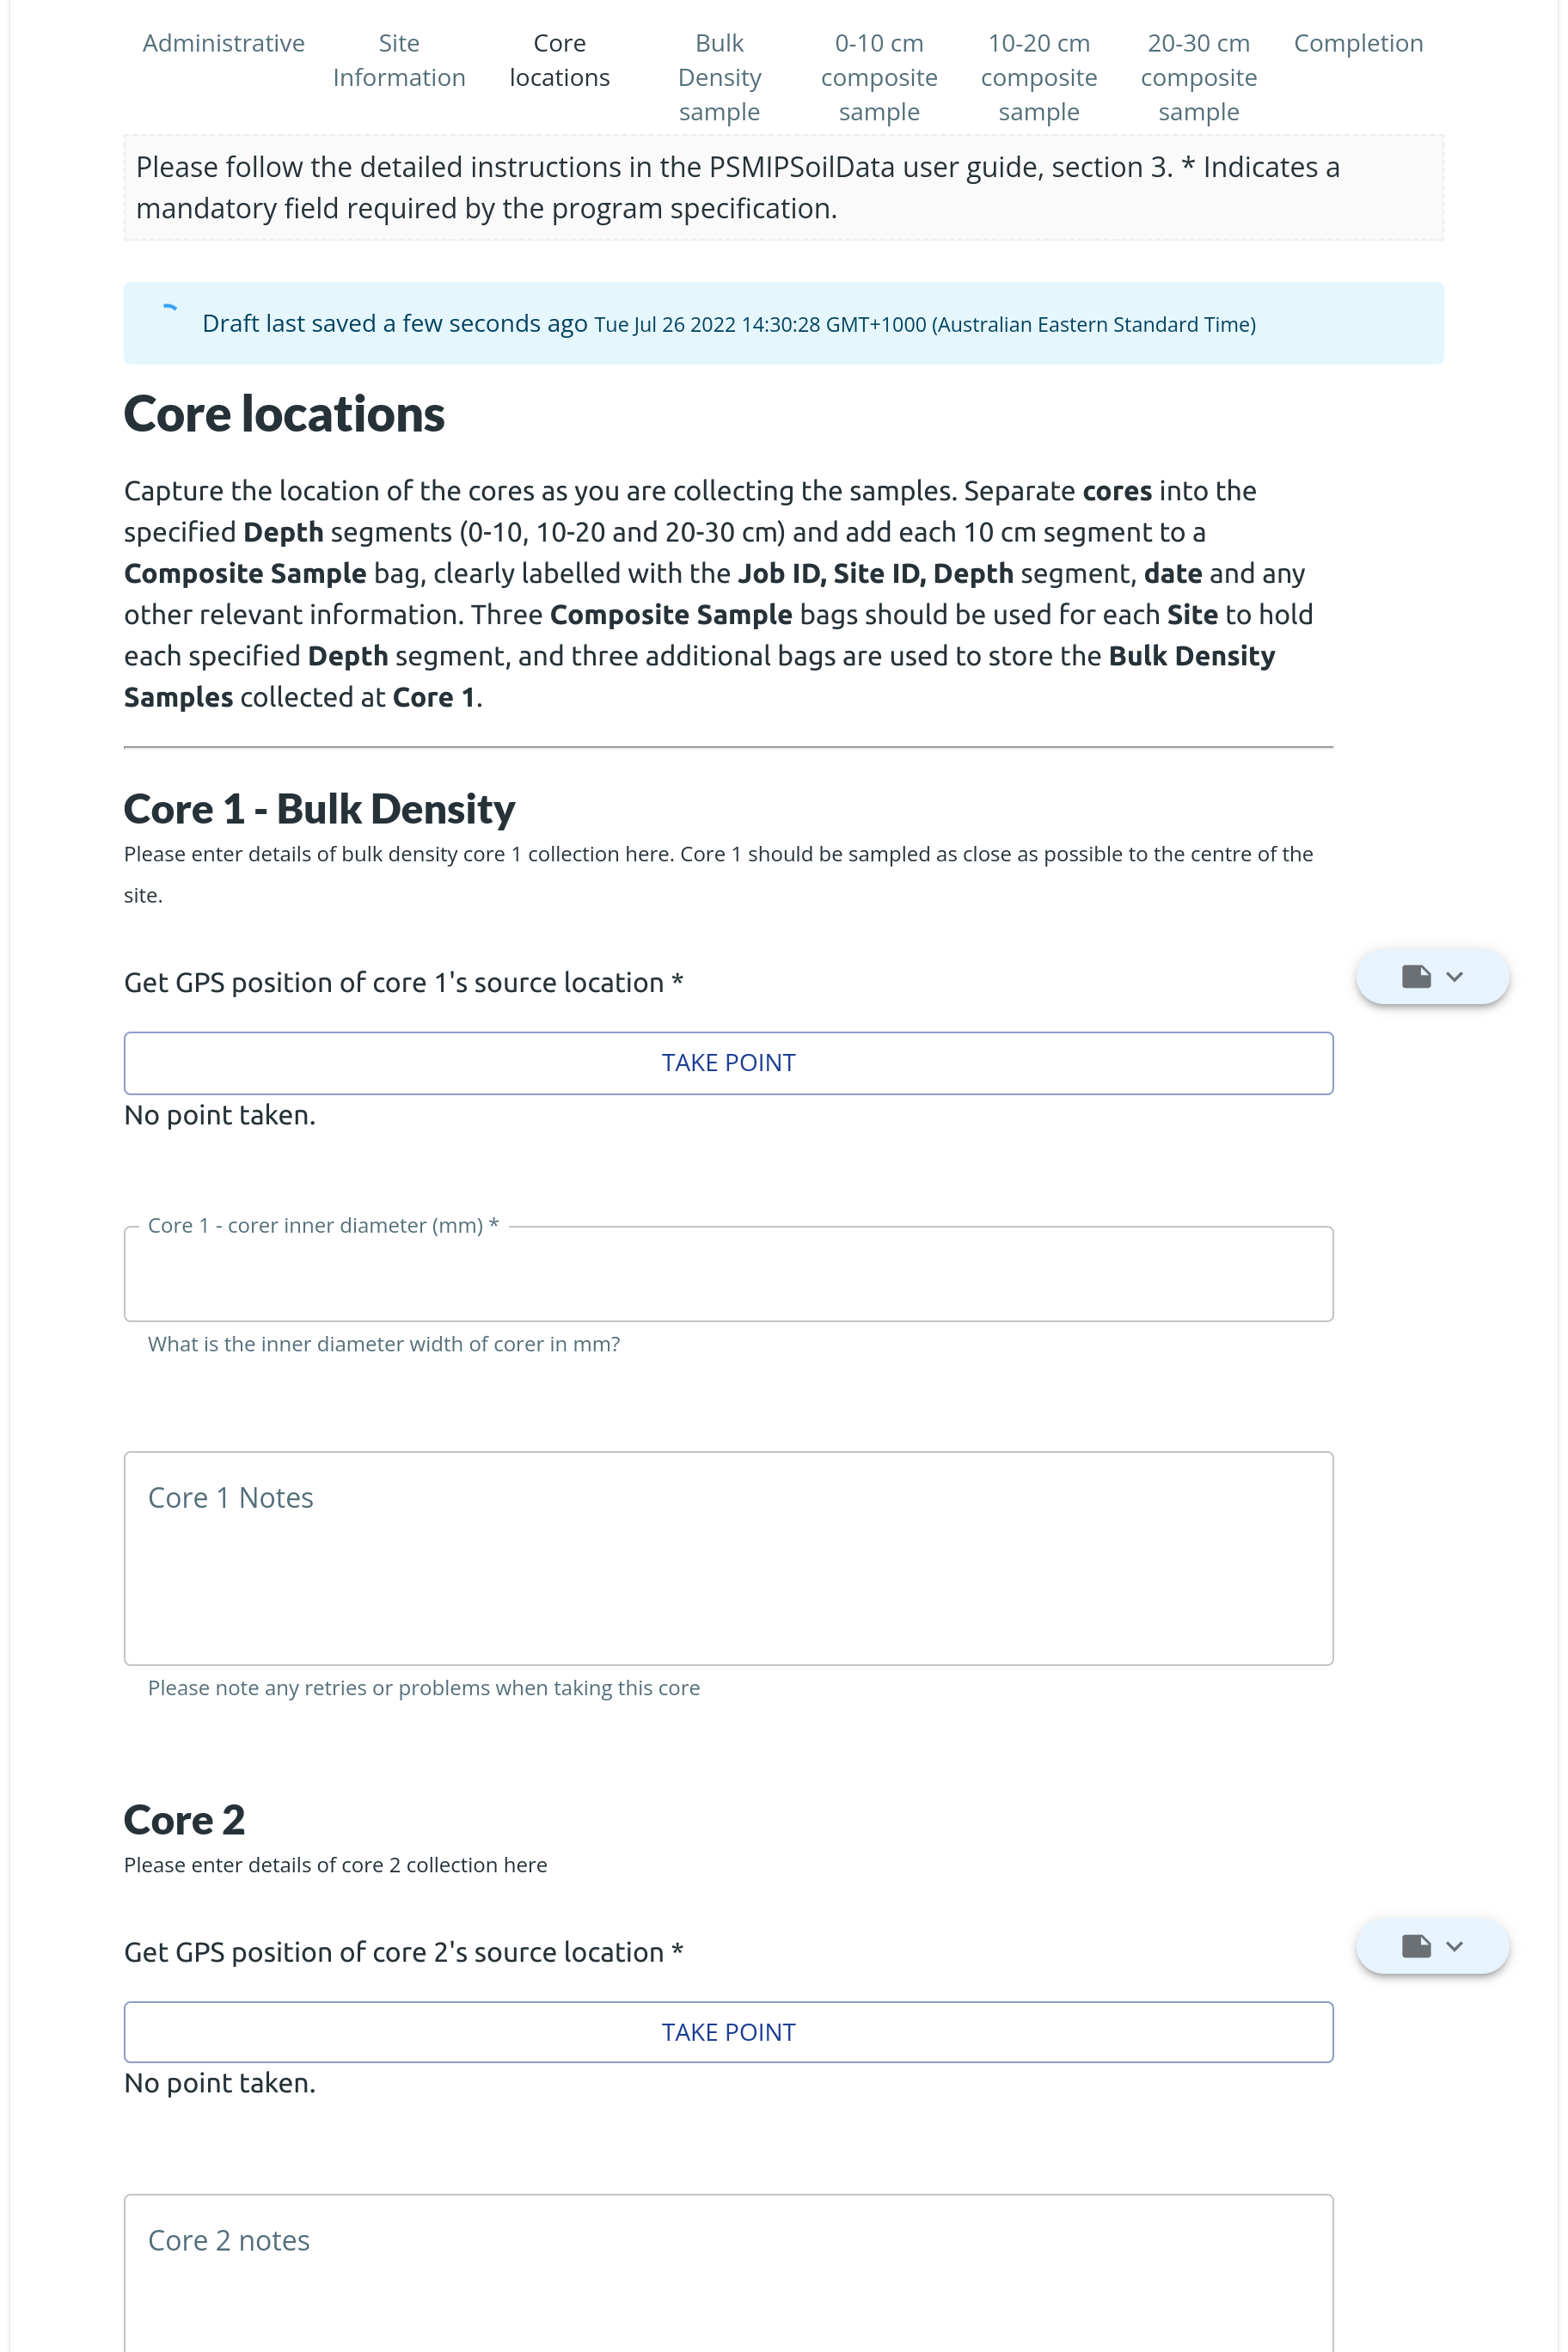 Administrative
Site
Information
Core
locations
Bulk
Density
sample
0-10 cm
composite
sample
10-20 cm
composite
sample
20-30 cm
composite
sample
Completion
Please follow the detailed instructions in the PSMIPSoilData user guide, section 3. * Indicates a
mandatory field required by the program specification.
Draft last saved a few seconds ago Tue Jul 26 2022 14:30:28 GMT+1000 (Australian Eastern Standard Time)
Core locations
Capture the location of the cores as you are collecting the samples. Separate cores into the
specified Depth segments (0-10, 10-20 and 20-30 cm) and add each 10 cm segment to a
Composite Sample bag, clearly labelled with the Job ID, Site ID, Depth segment, date and any
other relevant information. Three Composite Sample bags should be used for each Site to hold
each specified Depth segment, and three additional bags are used to store the Bulk Density
Samples collected at Core 1.
Core 1 - Bulk Density
Please enter details of bulk density core 1 collection here. Core 1 should be sampled as close as possible to the centre of the
site.
Get GPS position of core 1's source location *
TAKE POINT
No point taken.
Core 1 - corer inner diameter (mm) *
What is the inner diameter width of corer in mm?
Core 1 Notes
Please note any retries or problems when taking this core
Core 2
Please enter details of core 2 collection here
Get GPS position of core 2's source location *
TAKE POINT
No point taken.
Core 2 notes